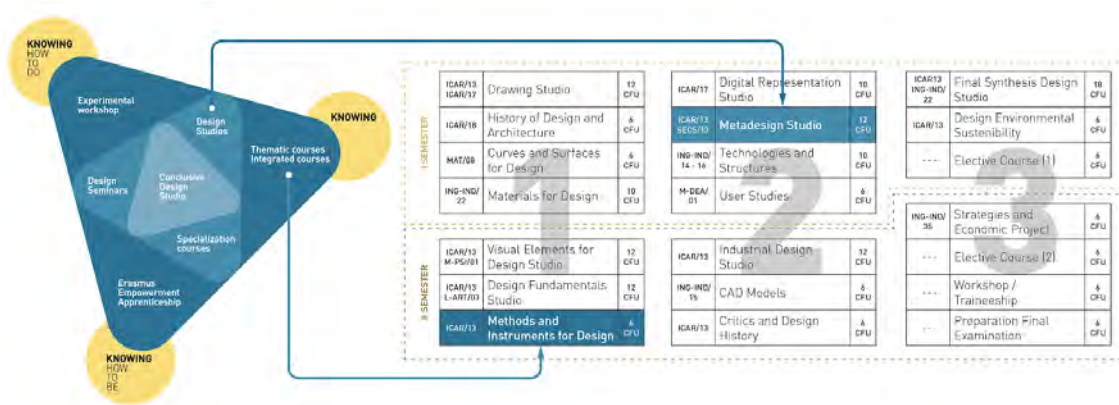 KNOWING
HOW
TO
DO
Experimental
workshop
Design
Studios
KNOWING
Thematic courses
Integrated courses
Design
Seminars
Conclusive
Design
Studio
Specialization
courses
Erasmus
Empowerment
Apprenticeship
KNOWING
HOW
TO
BE
I SEMESTER
1
ICAR/13
ICAR/17
Drawing Studio
12
CFU
ICAR/18
History of Design and
Architecture
6
CFU
MAT/08
Curves and Surfaces
for Design
6
CFU
ING-IND/
22
Materials for Design
10
CFU
2
ICAR/17
Digital Representation
Studio
10
CFU
ICAR/13
SECS/10
Metadesign Studio
12
CFU
ING-IND/
14 - 16
Technologies and
Structures
10
CFU
M-DEA/
01
User Studies
6
CFU
3
ICAR13
ING-IND/
22
Final Synthesis Design
Studio
18
CFU
ICAR/13
Design Environmental
Sustenibility
6
CFU
---
Elective Course (1)
6
CFU
II SEMESTER
ICAR/13
M-PSI/01
Visual Elements for
Design Studio
12
CFU
ICAR/13
L-ART/03
Design Fundamentals
Studio
12
CFU
ICAR/13
Methods and
Instruments for Design
6
CFU
ICAR/13
Industrial Design
Studio
12
CFU
ING-IND/
15
CAD Models
6
CFU
ICAR/13
Critics and Design
History
6
CFU
ING-IND/
35
Strategies and
Economic Project
6
CFU
---
Elective Course (2)
6
CFU
---
Workshop /
Traineeship
6
CFU
---
Preparation Final
Examination
6
CFU